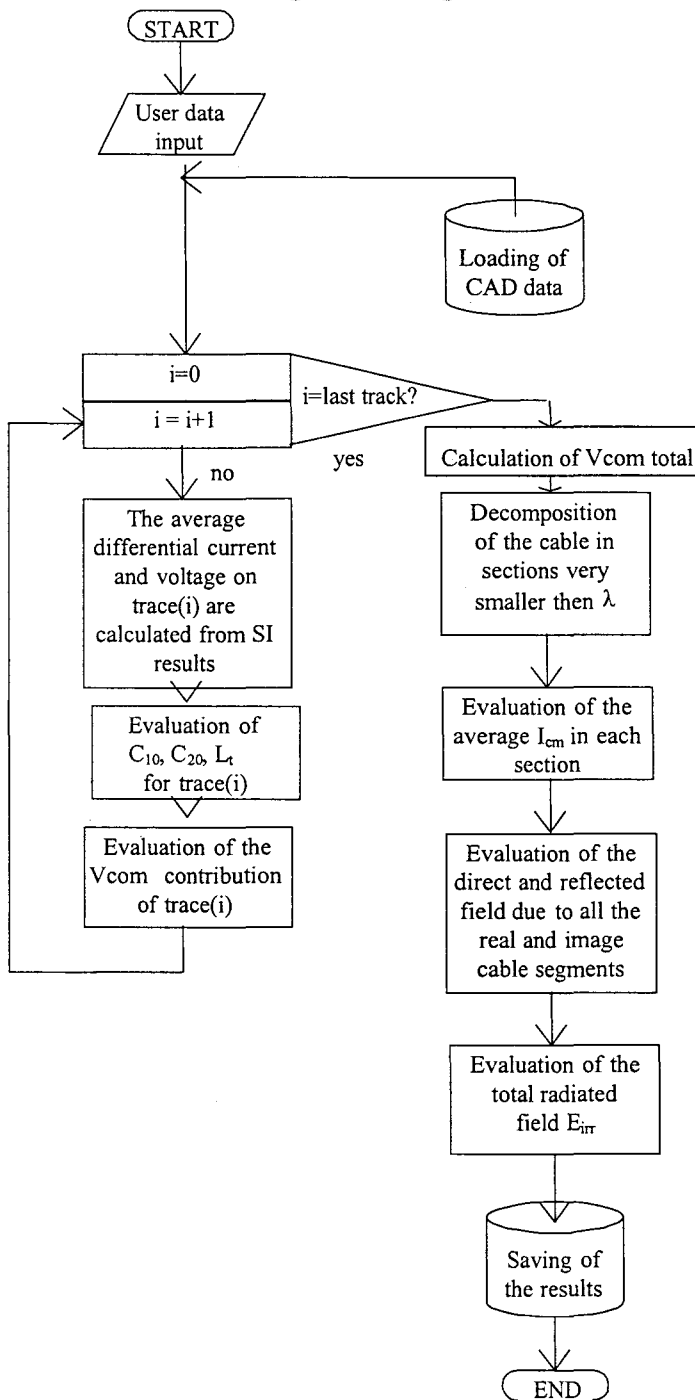 START
User data
input
Loading of
CAD data
i=0
i = i+1
i=last track?
no
yes
The average
differential current
and voltage on
trace(i) are
calculated from SI
results
Evaluation of
C₁₀, C₂₀, Lₜ
for trace(i)
Evaluation of the
Vcom contribution
of trace(i)
Calculation of Vcom total
Decomposition
of the cable in
sections very
smaller then λ
Evaluation of the
average I_cm in each
section
Evaluation of the
direct and reflected
field due to all the
real and image
cable segments
Evaluation of the
total radiated
field E_irr
Saving of
the results
END